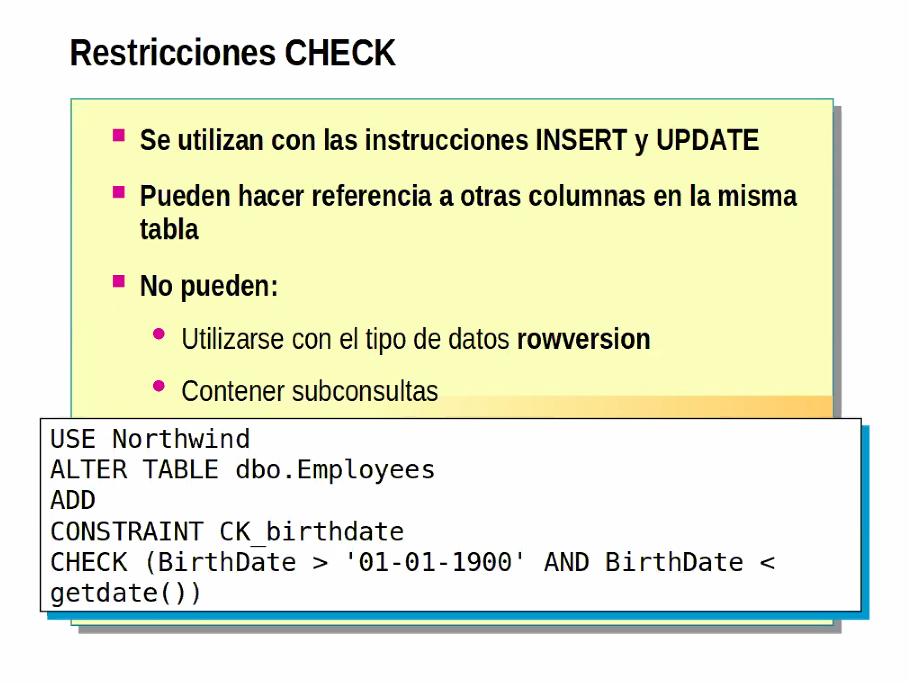 Restricciones CHECK
Se utilizan con las instrucciones INSERT y UPDATE
Pueden hacer referencia a otras columnas en la misma
tabla
No pueden:
Utilizarse con el tipo de datos rowversion
Contener subconsultas
USE Northwind
ALTER TABLE dbo.Employees
ADD
CONSTRAINT CK_birthdate
CHECK (BirthDate > '01-01-1900' AND BirthDate <
getdate())